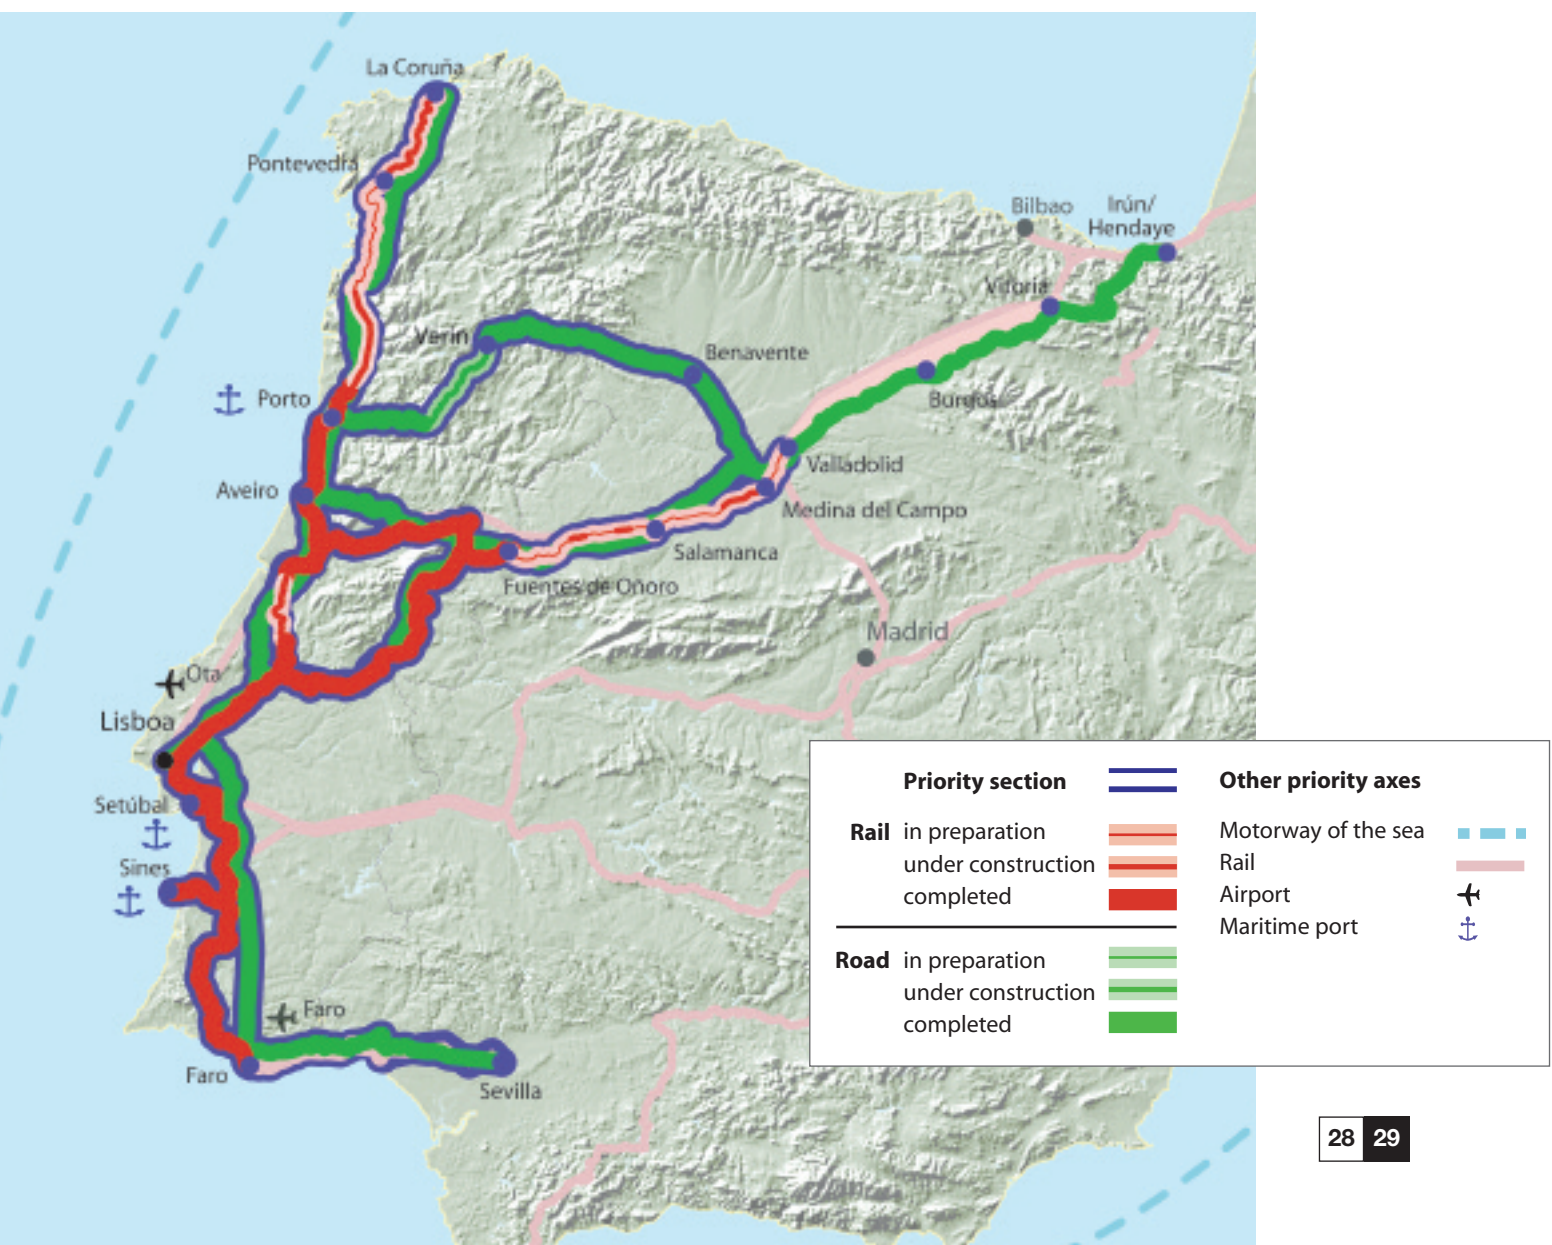 La Coruña
Pontevedra
Bilbao
Irún/
Hendaye
Vitoria
Verín
Benavente
Porto
Burgos
Valladolid
Aveiro
Medina del Campo
Salamanca
Fuentes de Oñoro
Madrid
Ota
Lisboa
Setúbal
Sines
Faro
Faro
Sevilla
Priority section
Rail in preparation
under construction
completed
Road in preparation
under construction
completed
Other priority axes
Motorway of the sea
Rail
Airport
Maritime port
28 29